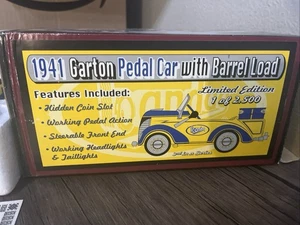 1941 Garton Pedal Car with Barrel Load
Features Included:
Limited Edition
1 of 2,500
• Hidden Coin Slot
• Working Pedal Action
• Steerable Front End
• Working Headlights
& Taillights